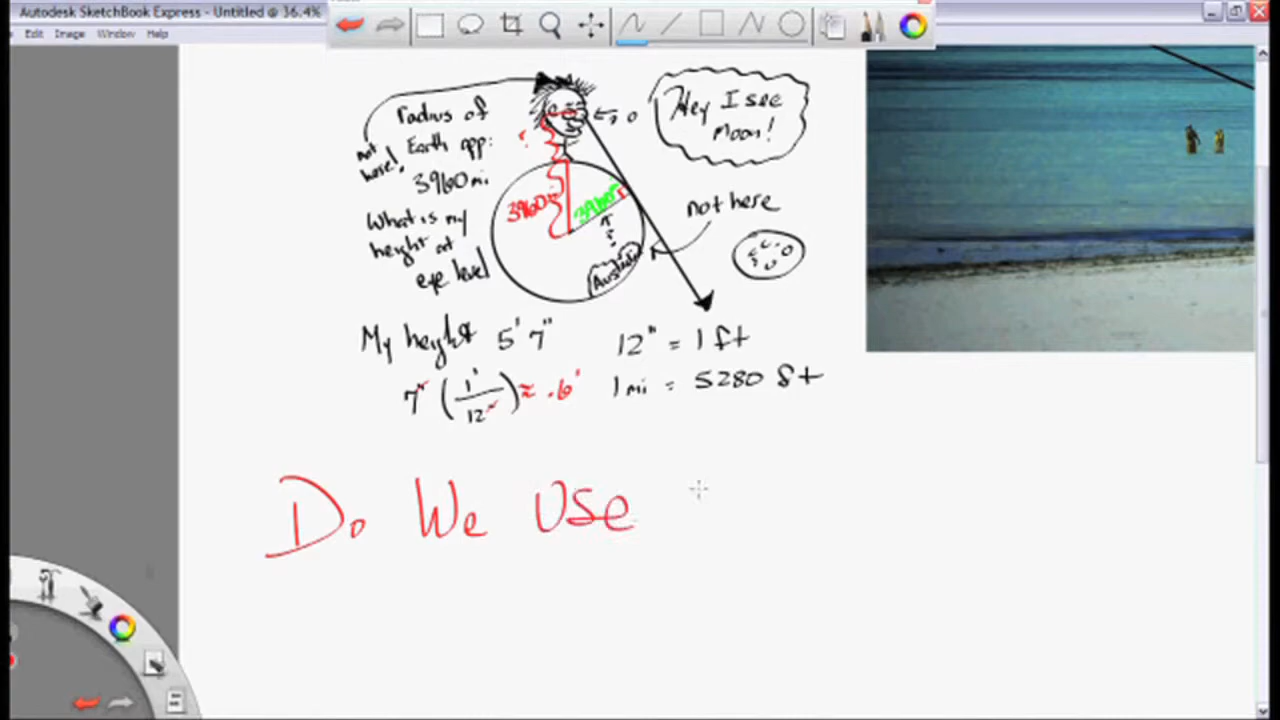 Autodesk SketchBook Express - Untitled @ 36.4%
Edit Image Window Help
Radius of
Earth app:
3960 mi
not
here!
What is my
height at
eye level
Hey I see
Moon!
3960
3960
?
not here
Australia
My height 5' 7"
12" = 1 ft
7" (1'/12") ≈ .6'
1 mi = 5280 ft
Do We Use